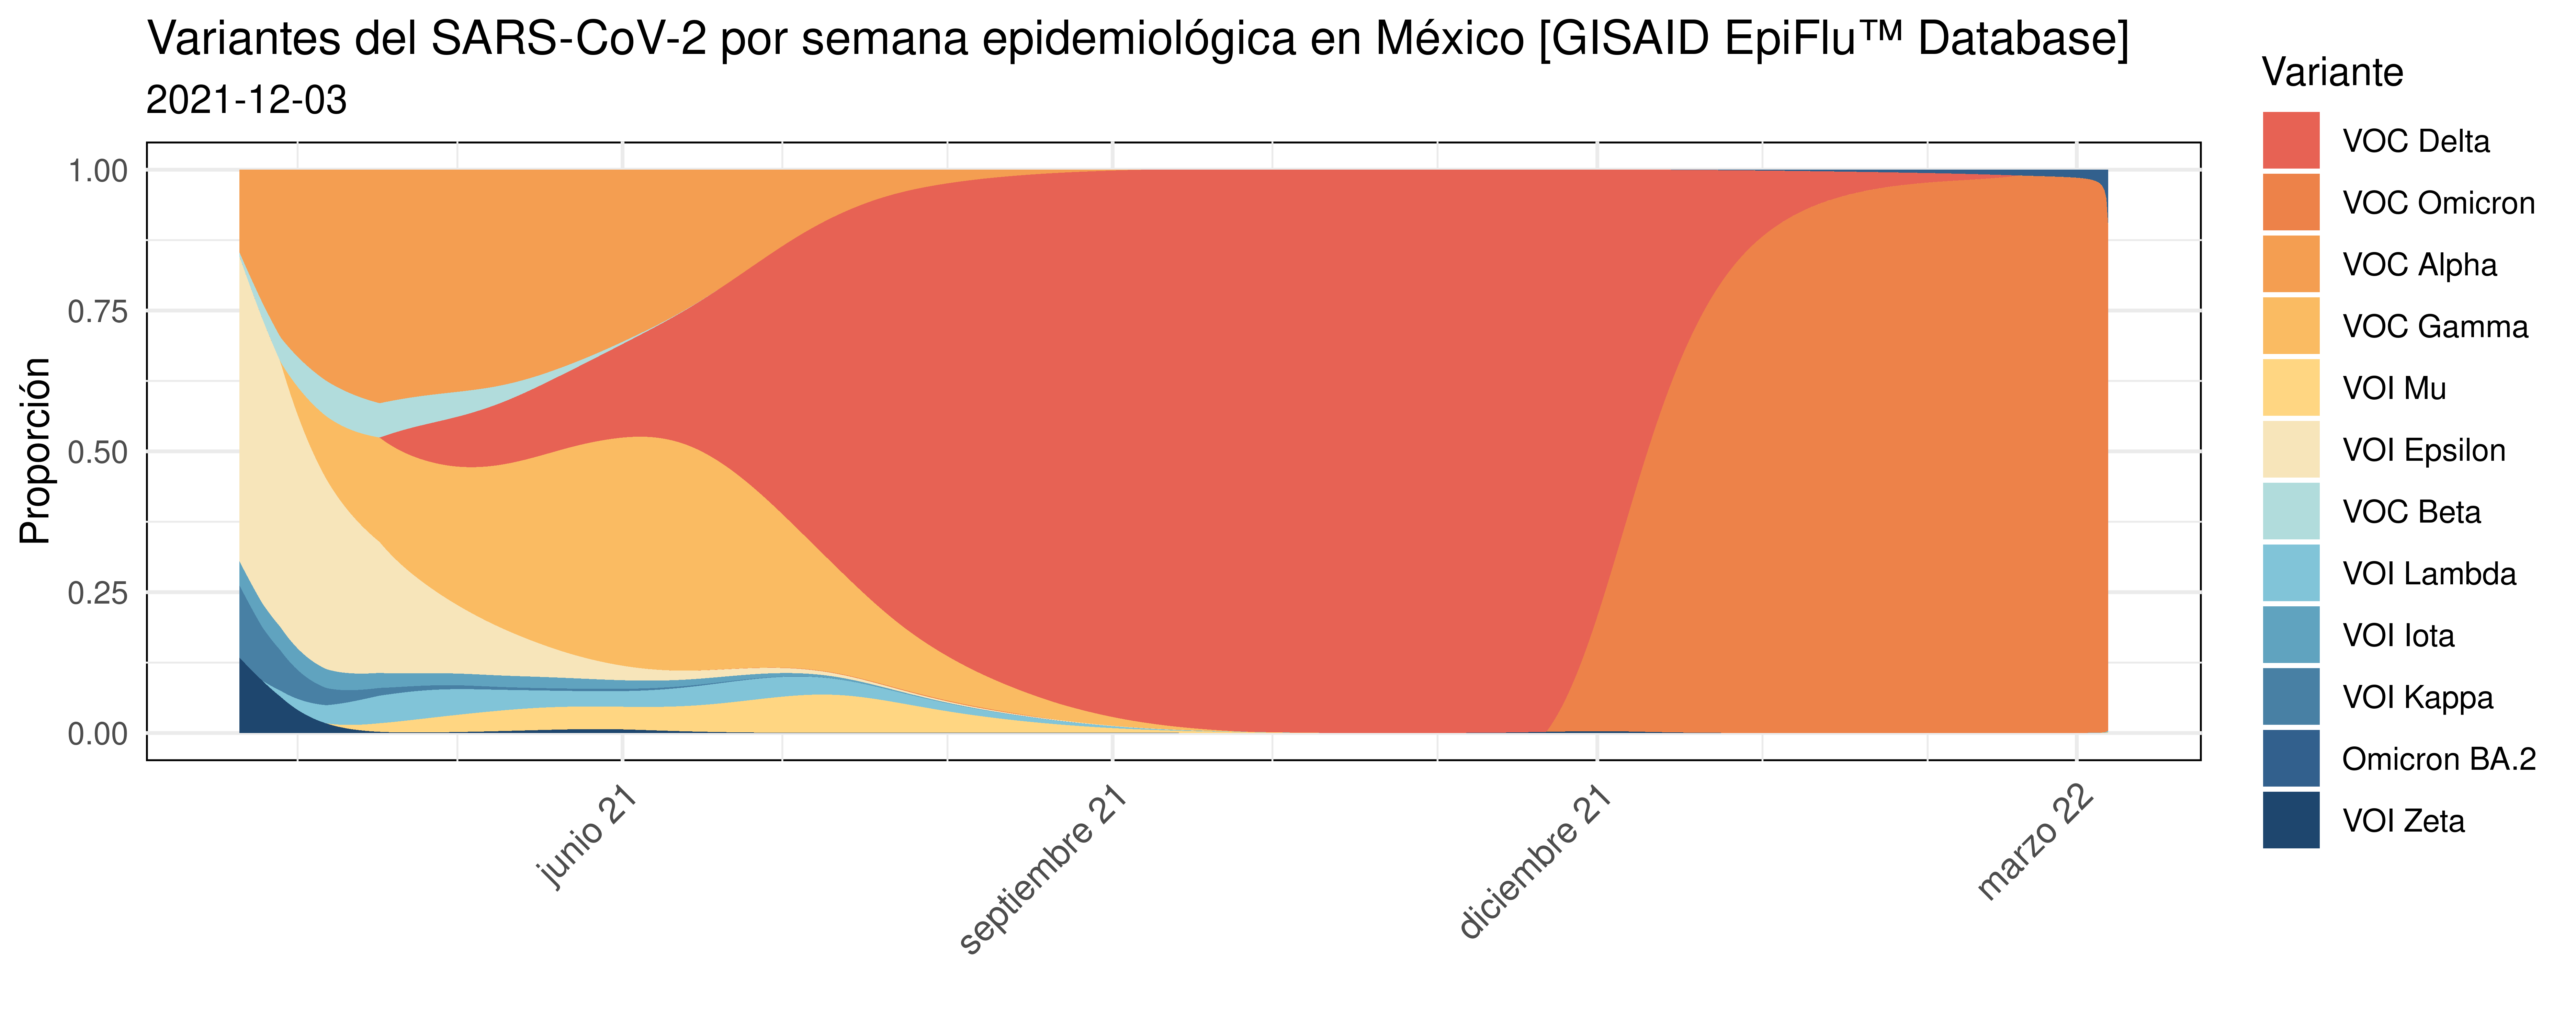 Variantes del SARS-CoV-2 por semana epidemiológica en México [GISAID EpiFlu™ Database]
2021-12-03
Proporción
1.00
0.75
0.50
0.25
0.00
junio 21
septiembre 21
diciembre 21
marzo 22
Variante
VOC Delta
VOC Omicron
VOC Alpha
VOC Gamma
VOI Mu
VOI Epsilon
VOC Beta
VOI Lambda
VOI Iota
VOI Kappa
Omicron BA.2
VOI Zeta